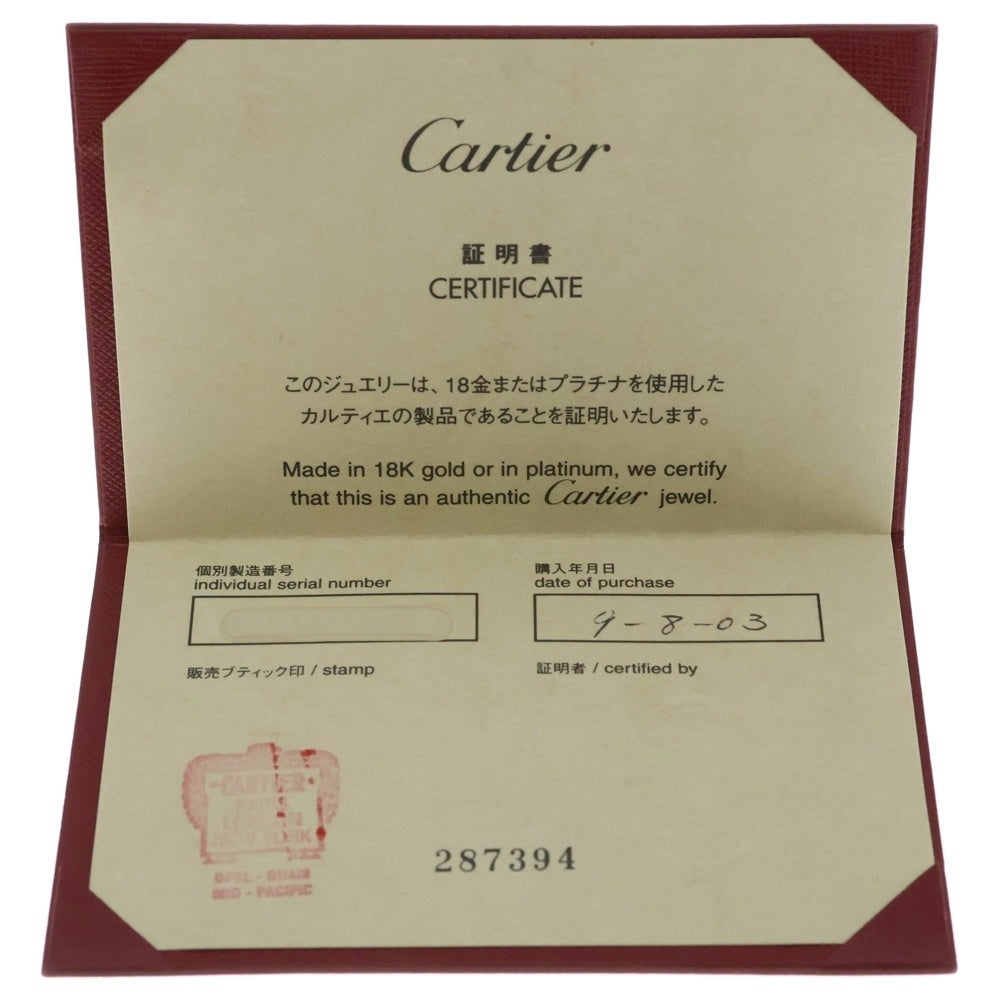 Cartier
証明書
CERTIFICATE
このジュエリーは、18金またはプラチナを使用した
カルティエの製品であることを証明いたします。
Made in 18K gold or in platinum, we certify
that this is an authentic Cartier jewel.
個別製造番号
individual serial number
購入年月日
date of purchase
9-8-03
販売ブティック印 / stamp
証明者 / certified by
CARTIER
PARIS
LONDON
NEW YORK
DFSL - GUAM
MID - PACIFIC
287394